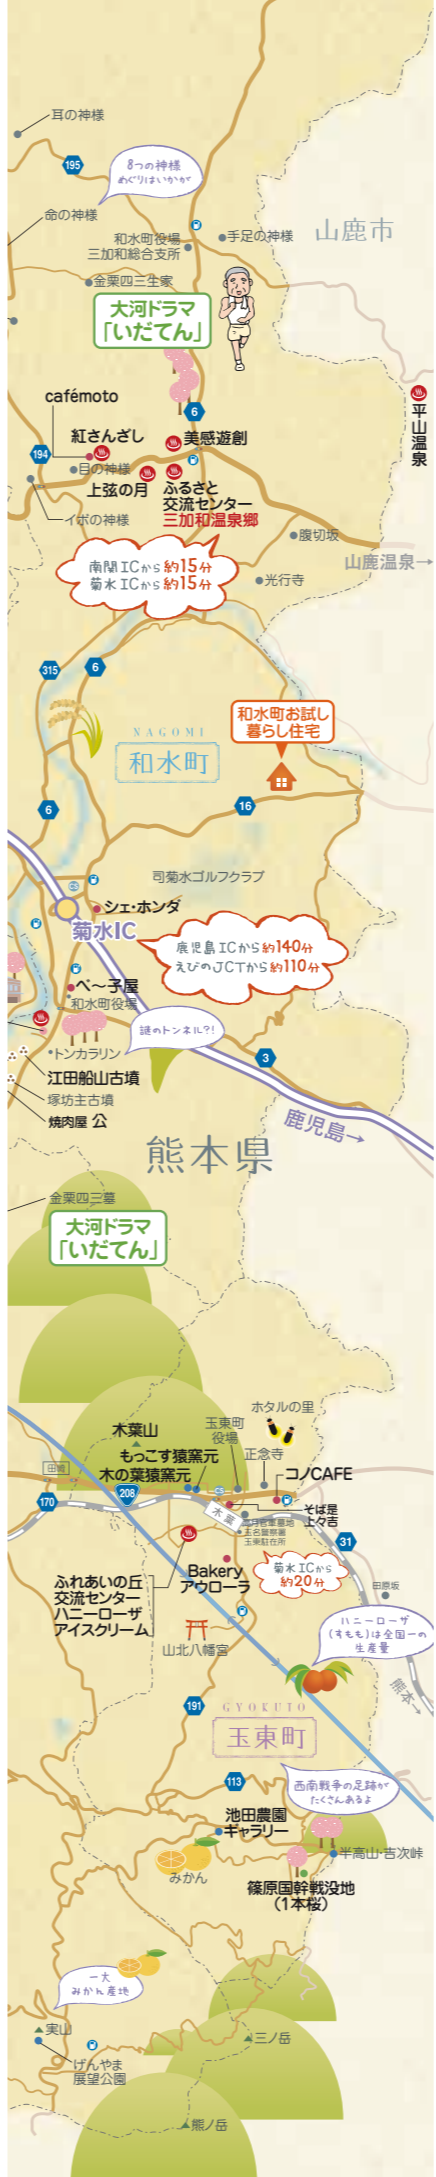 耳の神様
195
8つの神様
めぐりはいかが
命の神様
和水町役場
三加和総合支所
手足の神様
山鹿市
金栗四三生家
大河ドラマ
「いだてん」
cafémoto
6
平山温泉
紅さんざし
美感遊創
194
目の神様
上弦の月
ふるさと
交流センター
三加和温泉郷
イボの神様
腹切坂
南関ICから約15分
菊水ICから約15分
山鹿温泉→
光行寺
315
6
和水町お試し
暮らし住宅
NAGOMI
和水町
6
16
司菊水ゴルフクラブ
CS
シェ・ホンダ
菊水IC
鹿児島ICから約140分
えびのJCTから約110分
べ〜子屋
和水町役場
謎のトンネル?!
トンカラリン
3
江田船山古墳
塚坊主古墳
焼肉屋 公
鹿児島→
熊本県
金栗四三墓
大河ドラマ
「いだてん」
ホタルの里
木葉山
玉東町
役場
もっこす猿窯元
正念寺
木の葉猿窯元
コノCAFE
208
CS
170
そば是
上々吉
木葉
玉名警察署
玉東駐在所
31
Bakery
アウローラ
菊水ICから
約20分
ふれあいの丘
交流センター
ハニーローザ
アイスクリーム
田原坂
ハニーローザ
(すもも)は全国一の
生産量
山北八幡宮
熊本→
191
GYOKUTO
玉東町
113
西南戦争の足跡が
たくさんあるよ
池田農園
ギャラリー
半高山・吉次峠
みかん
篠原国幹戦没地
(1本桜)
一大
みかん産地
実山
三ノ岳
げんやま
展望公園
熊ノ岳